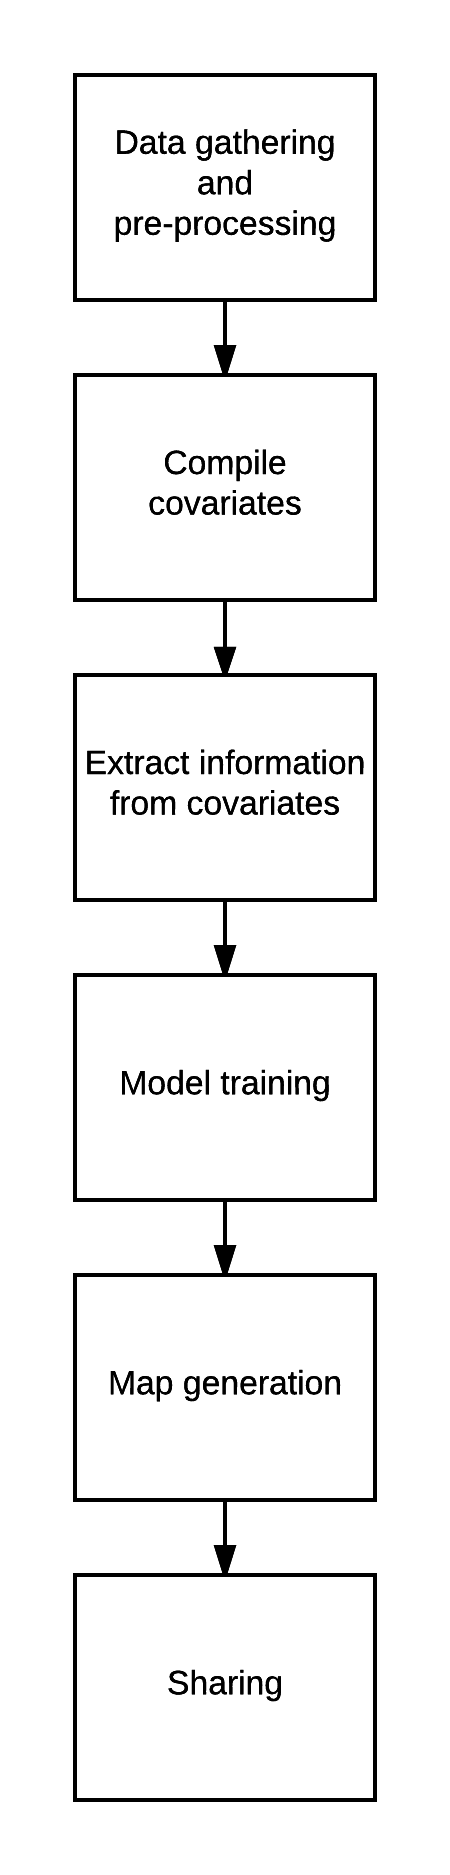 Data gathering
and
pre-processing
Compile
covariates
Extract information
from covariates
Model training
Map generation
Sharing